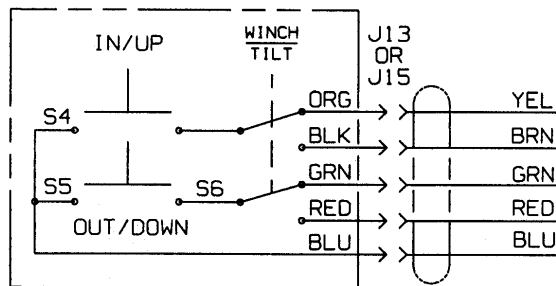 IN/UP
WINCH
TILT
J13
OR
J15
S4
ORG
YEL
BLK
BRN
S5
S6
GRN
GRN
OUT/DOWN
RED
RED
BLU
BLU